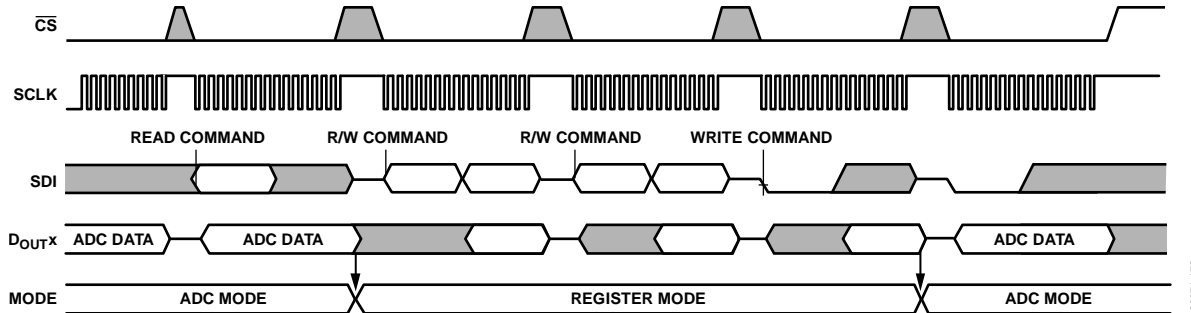 CS
SCLK
READ COMMAND R/W COMMAND R/W COMMAND WRITE COMMAND
SDI
DOUTx ADC DATA ADC DATA ADC DATA
MODE ADC MODE REGISTER MODE ADC MODE